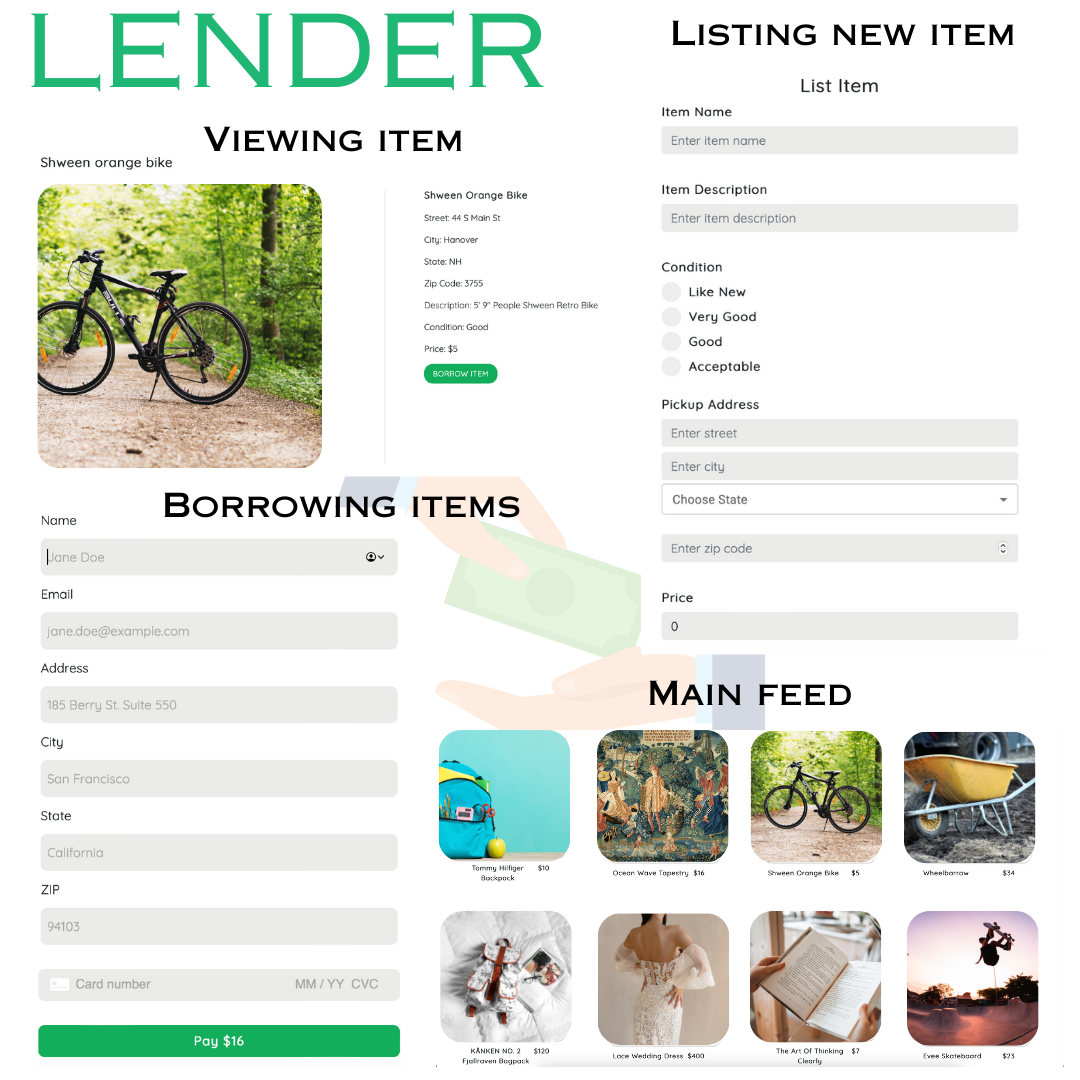 LENDER
VIEWING ITEM
Shween orange bike
Shween Orange Bike
Street: 44 S Main St
City: Hanover
State: NH
Zip Code: 3755
Description: 5' 9" People Shween Retro Bike
Condition: Good
Price: $5
BORROW ITEM
BORROWING ITEMS
Name
Jane Doe
Email
jane.doe@example.com
Address
185 Berry St. Suite 550
City
San Francisco
State
California
ZIP
94103
Card number MM / YY CVC
Pay $16
LISTING NEW ITEM
List Item
Item Name
Enter item name
Item Description
Enter item description
Condition
Like New
Very Good
Good
Acceptable
Pickup Address
Enter street
Enter city
Choose State
Enter zip code
Price
0
MAIN FEED
Tommy Hilfiger $10
Backpack
Ocean Wave Tapestry $16
Shween Orange Bike $5
Wheelbarrow $34
KÅNKEN NO. 2 $120
Fjallraven Bagpack
Lace Wedding Dress $400
The Art Of Thinking $7
Clearly
Evee Skateboard $23